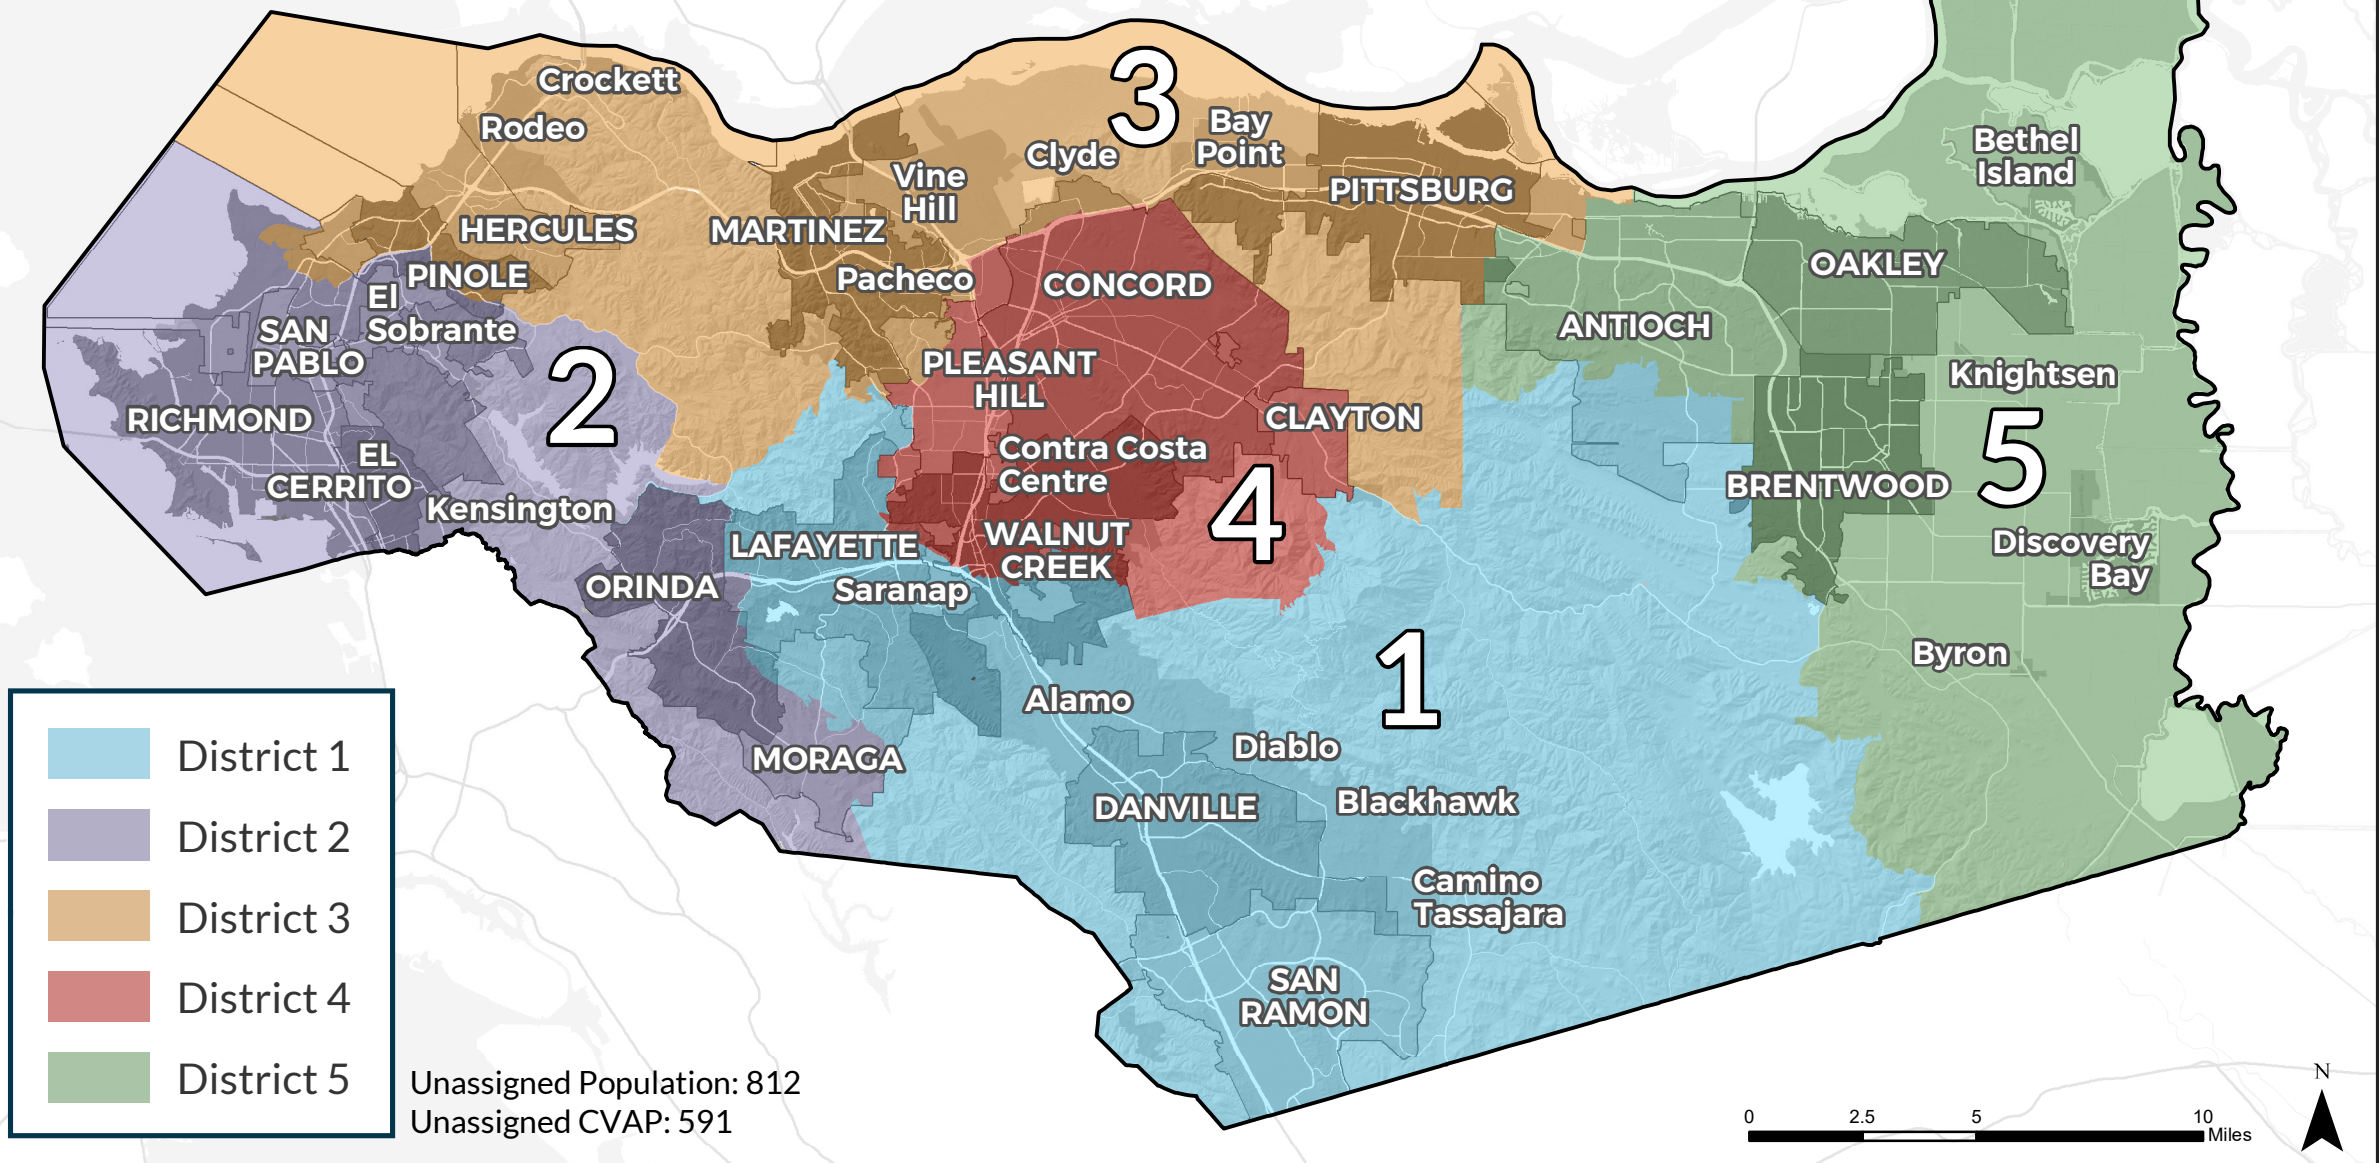 Crockett
Rodeo
3
Bay
Point
Clyde
Vine
Hill
PITTSBURG
Bethel
Island
HERCULES
MARTINEZ
PINOLE
Pacheco
CONCORD
OAKLEY
El
Sobrante
SAN
PABLO
ANTIOCH
2
PLEASANT
HILL
Knightsen
RICHMOND
CLAYTON
5
EL
CERRITO
Contra Costa
Centre
4
BRENTWOOD
Kensington
WALNUT
CREEK
LAFAYETTE
Discovery
Bay
ORINDA
Saranap
1
Byron
Alamo
MORAGA
Diablo
DANVILLE
Blackhawk
Camino
Tassajara
SAN
RAMON
District 1
District 2
District 3
District 4
District 5
Unassigned Population: 812
Unassigned CVAP: 591
N
0 2.5 5 10
Miles